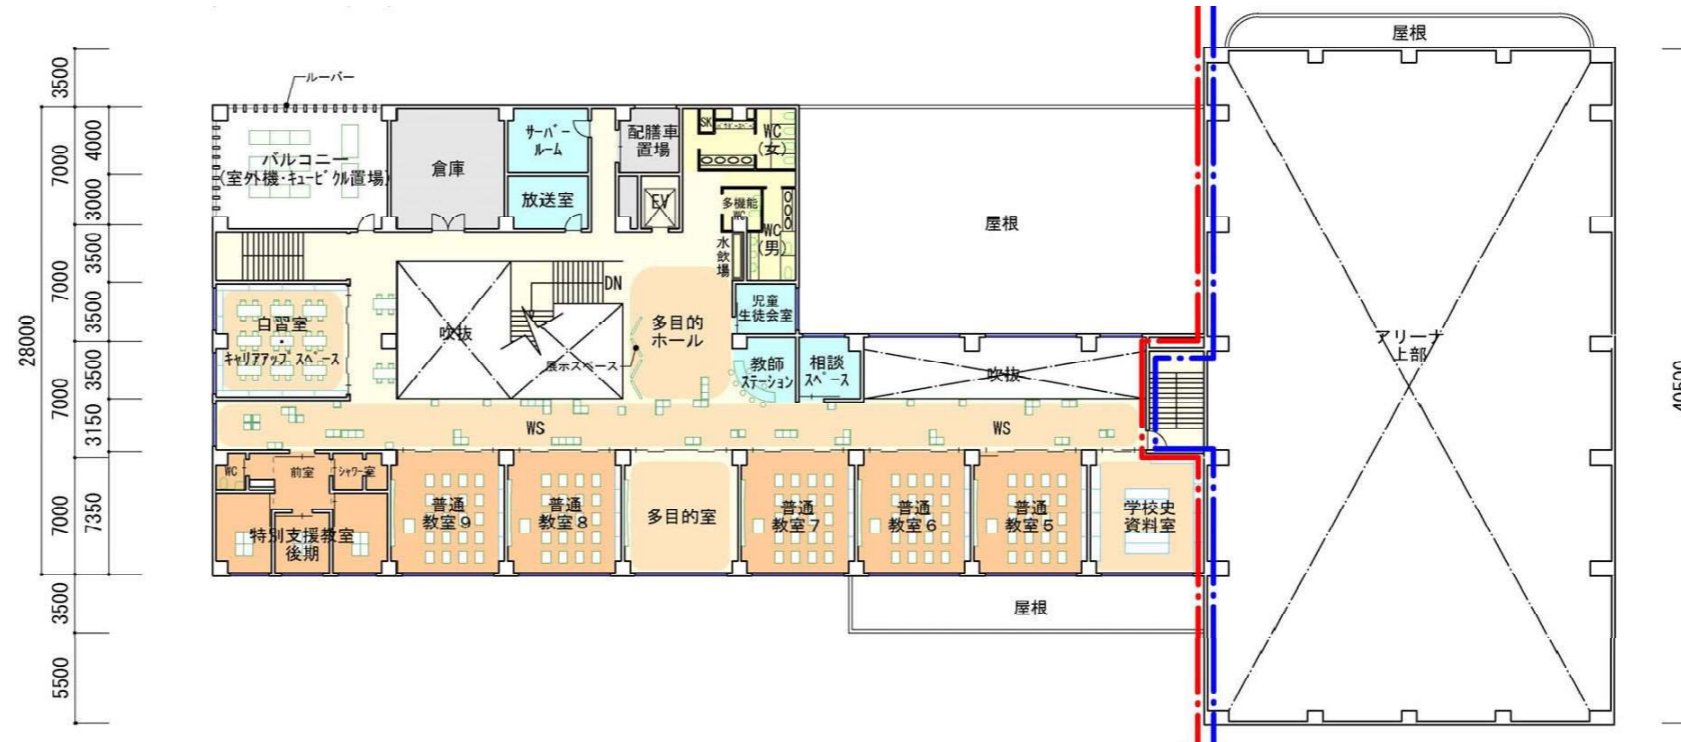 屋根
3500
ルーバー
4000
7000
3000
バルコニー
(室外機・キュービクル置場)
倉庫
サーバー
ルーム
放送室
配膳車
置場
EV
SK
WC
(女)
多機能
WC
WC
(男)
水飲場
屋根
3500
7000
3500
28000
DN
自習室
キャリアアップスペース
吹抜
展示スペース
多目的
ホール
児童
生徒会室
教師
ステーション
相談
スペース
吹抜
アリーナ
上部
3500
7000
3150
WS
WS
WC
前室
シャワー室
7000
7350
特別支援教室
後期
普通
教室9
普通
教室8
多目的室
普通
教室7
普通
教室6
普通
教室5
学校史
資料室
3500
屋根
5500
40500